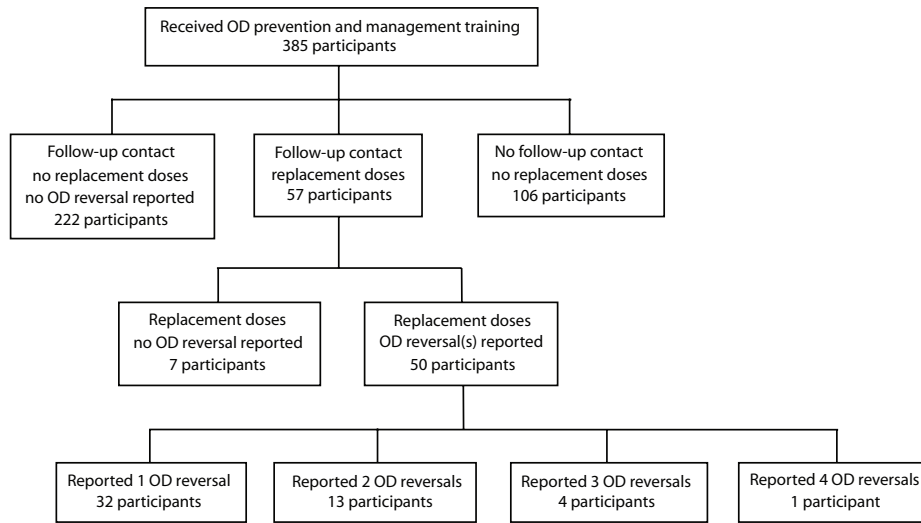 Received OD prevention and management training
385 participants
Follow-up contact
no replacement doses
no OD reversal reported
222 participants
Follow-up contact
replacement doses
57 participants
No follow-up contact
no replacement doses
106 participants
Replacement doses
no OD reversal reported
7 participants
Replacement doses
OD reversal(s) reported
50 participants
Reported 1 OD reversal
32 participants
Reported 2 OD reversals
13 participants
Reported 3 OD reversals
4 participants
Reported 4 OD reversals
1 participant